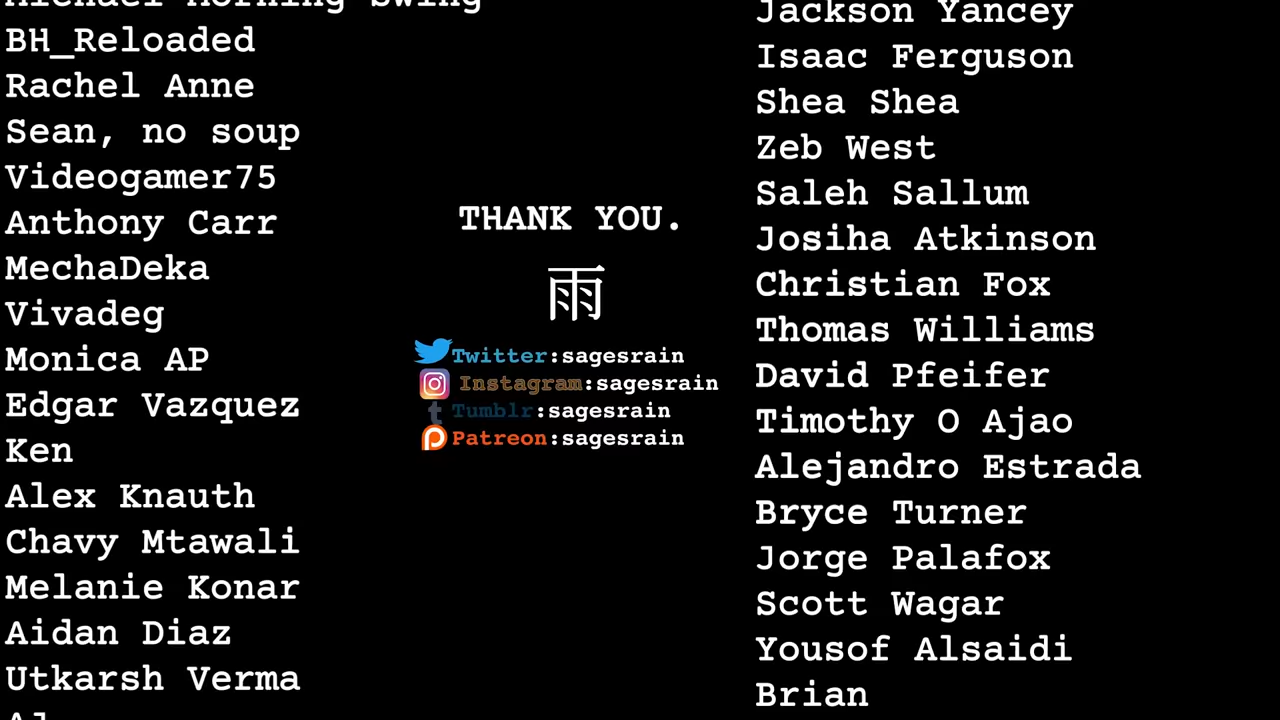 Michael Morning Swing
BH_Reloaded
Rachel Anne
Sean, no soup
Videogamer75
Anthony Carr
MechaDeka
Vivadeg
Monica AP
Edgar Vazquez
Ken
Alex Knauth
Chavy Mtawali
Melanie Konar
Aidan Diaz
Utkarsh Verma
THANK YOU.
雨
Twitter:sagesrain
Instagram:sagesrain
Tumblr:sagesrain
Patreon:sagesrain
Jackson Yancey
Isaac Ferguson
Shea Shea
Zeb West
Saleh Sallum
Josiha Atkinson
Christian Fox
Thomas Williams
David Pfeifer
Timothy O Ajao
Alejandro Estrada
Bryce Turner
Jorge Palafox
Scott Wagar
Yousof Alsaidi
Brian